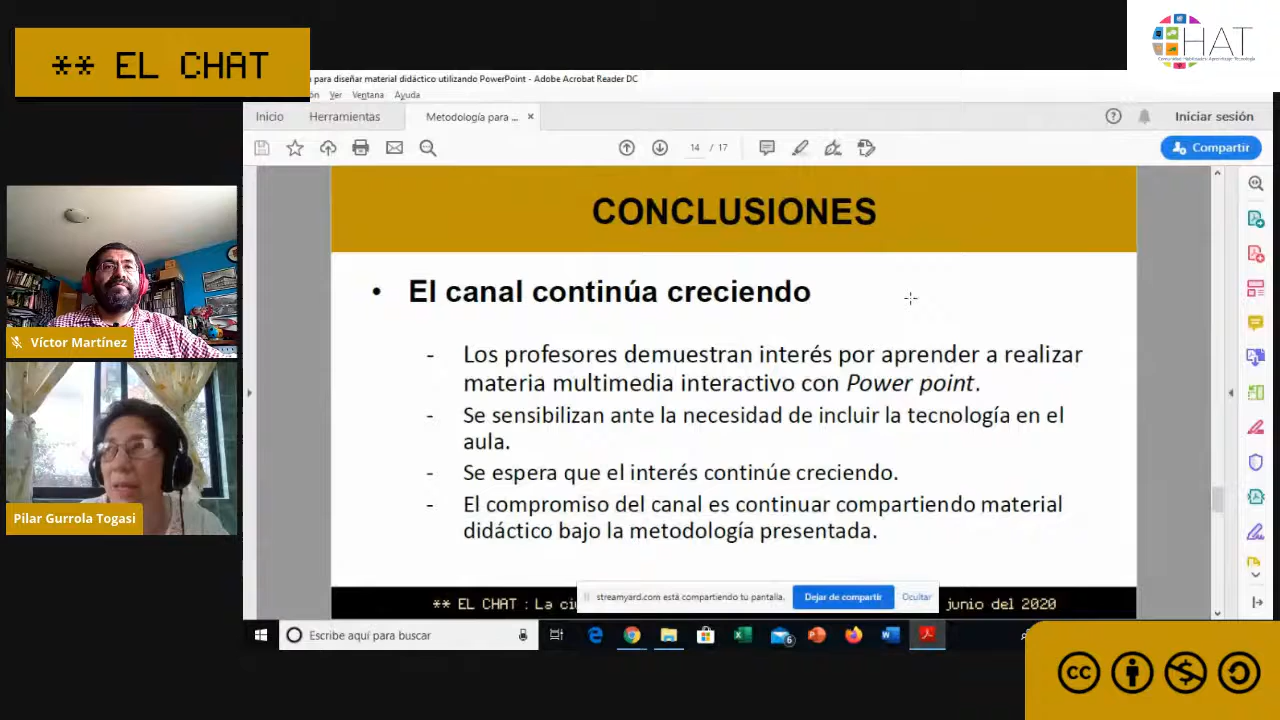 ** EL CHAT
HAT
para diseñar material didáctico utilizando PowerPoint - Adobe Acrobat Reader DC
Ver Ventana Ayuda
Inicio Herramientas Metodología para ... ×
Iniciar sesión
14 / 17
Compartir
CONCLUSIONES
• El canal continúa creciendo
- Los profesores demuestran interés por aprender a realizar
materia multimedia interactivo con Power point.
- Se sensibilizan ante la necesidad de incluir la tecnología en el
aula.
- Se espera que el interés continúe creciendo.
- El compromiso del canal es continuar compartiendo material
didáctico bajo la metodología presentada.
Víctor Martínez
Pilar Gurrola Togasi
** EL CHAT : La
junio del 2020
streamyard.com está compartiendo tu pantalla.
Dejar de compartir
Ocultar
Escribe aquí para buscar
6
cc